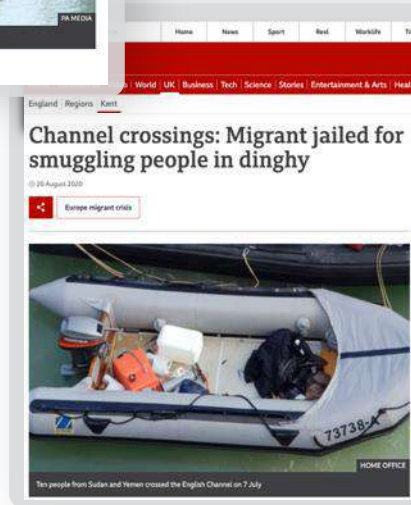 PA MEDIA
Home News Sport Reel Worklife
World UK Business Tech Science Stories Entertainment & Arts
England Regions Kent
Channel crossings: Migrant jailed for
smuggling people in dinghy
20 August 2020
Europe migrant crisis
73738-A
HOME OFFICE
Ten people from Sudan and Yemen crossed the English Channel on 7 July